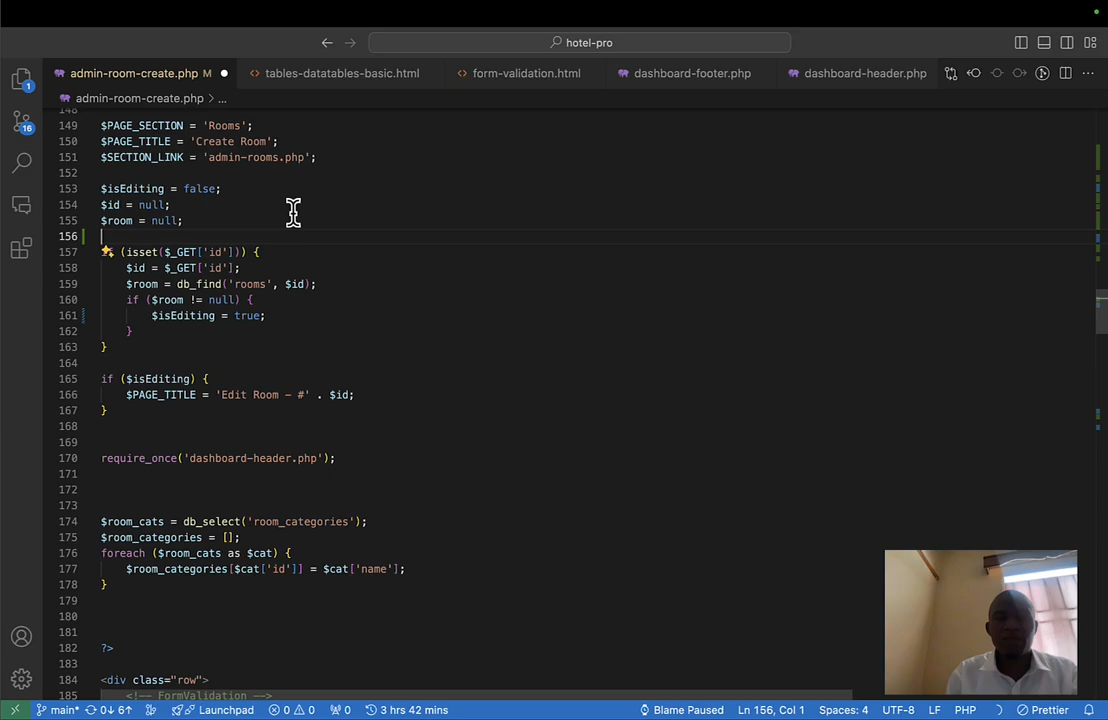 hotel-pro
admin-room-create.php M
tables-datatables-basic.html
form-validation.html
dashboard-footer.php
dashboard-header.php
admin-room-create.php > ...
148
149 $PAGE_SECTION = 'Rooms';
150 $PAGE_TITLE = 'Create Room';
151 $SECTION_LINK = 'admin-rooms.php';
152
153 $isEditing = false;
154 $id = null;
155 $room = null;
156
157 (isset($_GET['id'])) {
158 $id = $_GET['id'];
159 $room = db_find('rooms', $id);
160 if ($room != null) {
161 $isEditing = true;
162 }
163 }
164
165 if ($isEditing) {
166 $PAGE_TITLE = 'Edit Room - #' . $id;
167 }
168
169
170 require_once('dashboard-header.php');
171
172
173
174 $room_cats = db_select('room_categories');
175 $room_categories = [];
176 foreach ($room_cats as $cat) {
177 $room_categories[$cat['id']] = $cat['name'];
178 }
179
180
181
182 ?>
183
184 <div class="row">
185 <!-- FormValidation -->
1
16
main* 0↓ 6↑ Launchpad 0 0 0 3 hrs 42 mins Blame Paused Ln 156, Col 1 Spaces: 4 UTF-8 LF PHP Prettier